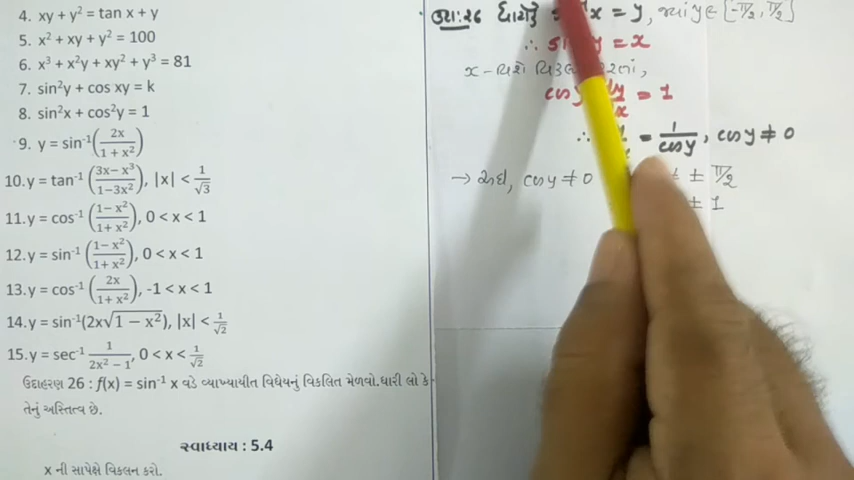 4. xy + y² = tan x + y
5. x² + xy + y² = 100
6. x³ + x²y + xy² + y³ = 81
7. sin²y + cos xy = k
8. sin²x + cos²y = 1
9. y = sin⁻¹(2x/(1 + x²))
10. y = tan⁻¹((3x− x³)/(1−3x²)), |x| < 1/√3
11. y = cos⁻¹((1−x²)/(1+ x²)), 0 < x < 1
12. y = sin⁻¹((1−x²)/(1+ x²)), 0 < x < 1
13. y = cos⁻¹(2x/(1+ x²)), -1 < x < 1
14. y = sin⁻¹(2x√(1 − x²)), |x| < 1/√2
15. y = sec⁻¹ 1/(2x² − 1), 0 < x < 1/√2
ઉદાહરણ 26 : f(x) = sin⁻¹ x વડે વ્યાખ્યાયીત વિધેયનું વિકલિત મેળવો.ધારી લો કે
તેનું અસ્તિત્વ છે.
સ્વાધ્યાય : 5.4
x ની સાપેક્ષે વિકલન કરો.
ઉદા:26 ધારોકે x = y, જ્યાં y∈ [-π/2, π/2]
∴ y = x
x-
cos y = 1
∴ = 1/cos y, cos y ≠ 0
→ cos y ≠ 0 ≠ ± π/2
± 1